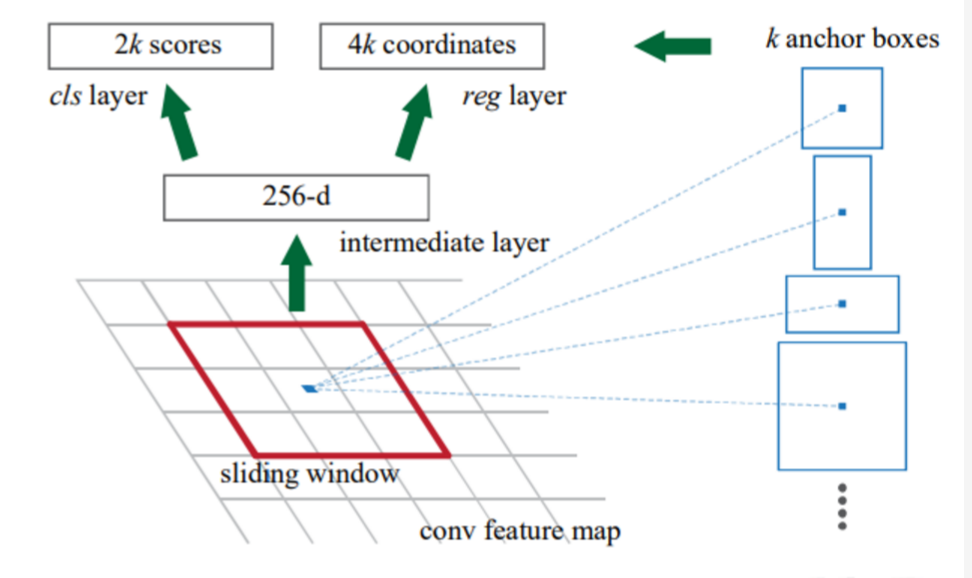 2k scores
4k coordinates
k anchor boxes
cls layer
reg layer
256-d
intermediate layer
sliding window
conv feature map